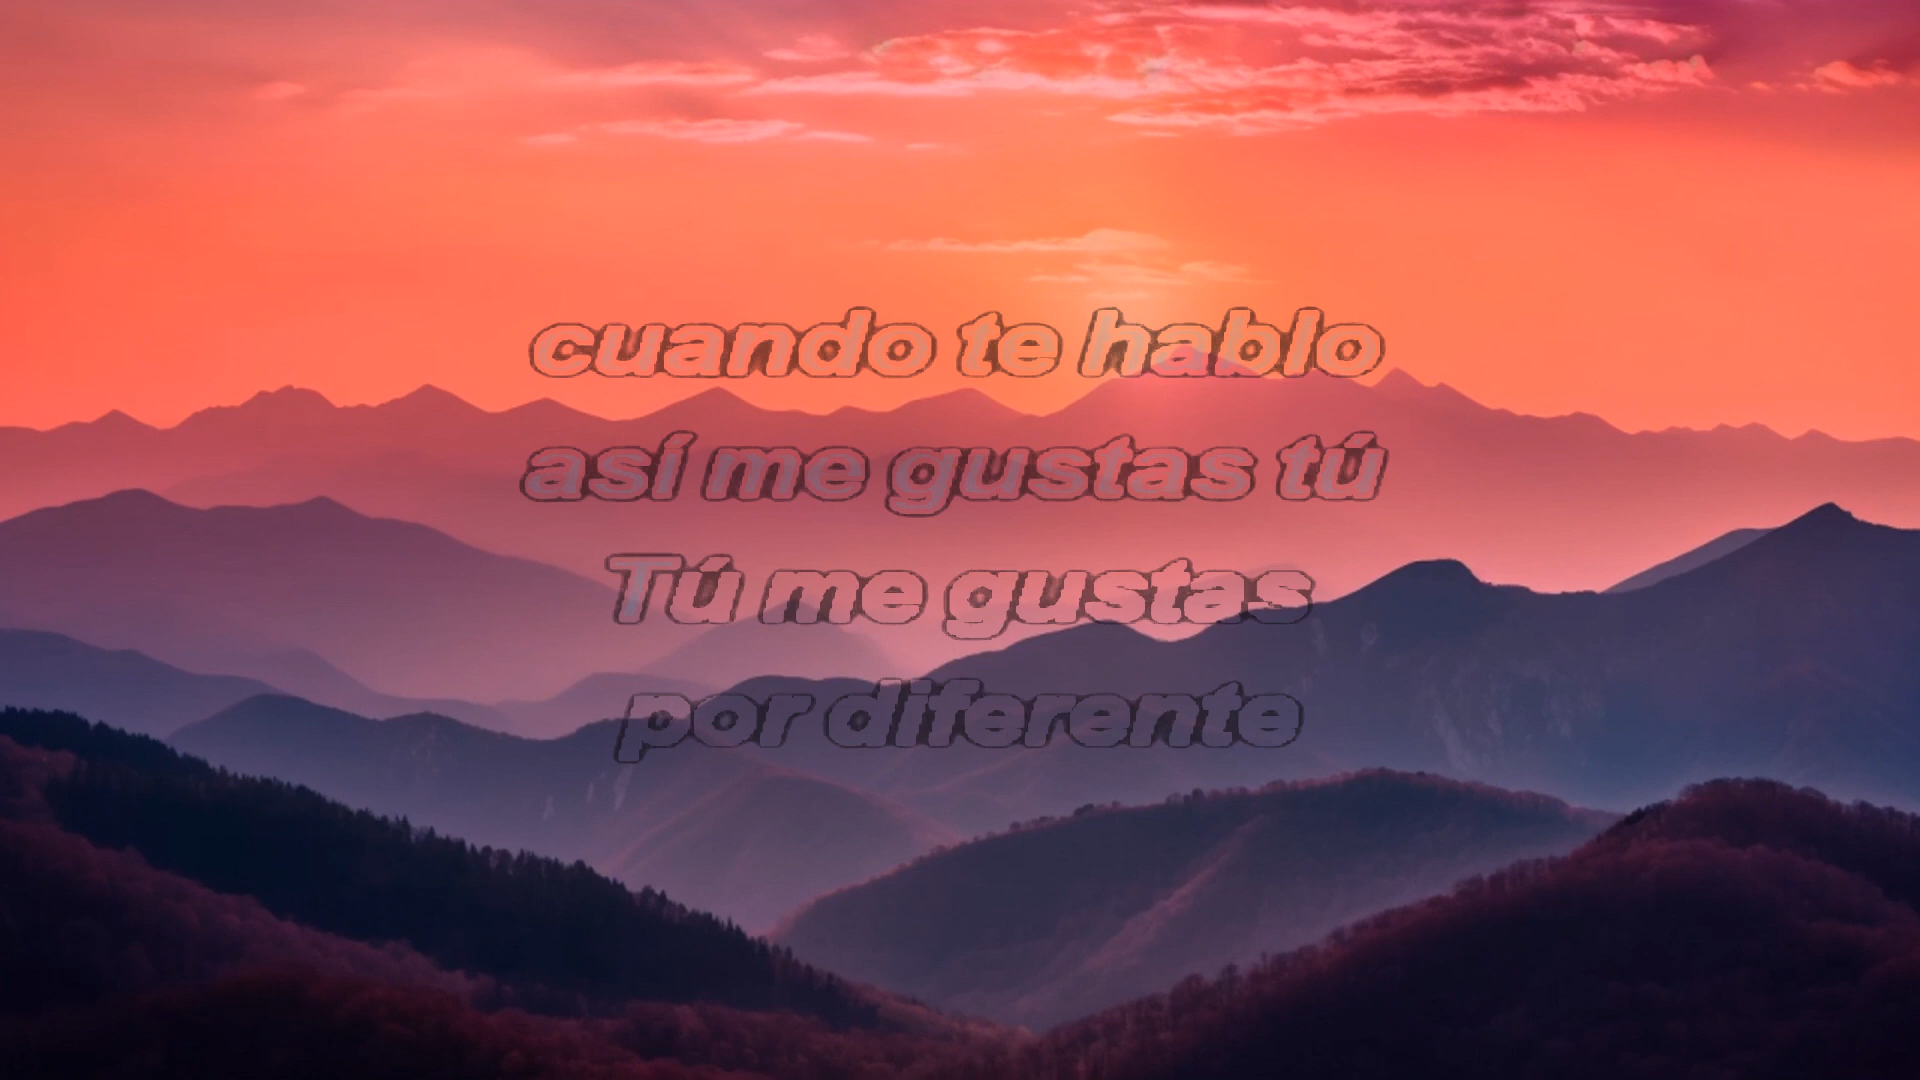 cuando te hablo
así me gustas tú
Tú me gustas
por diferente